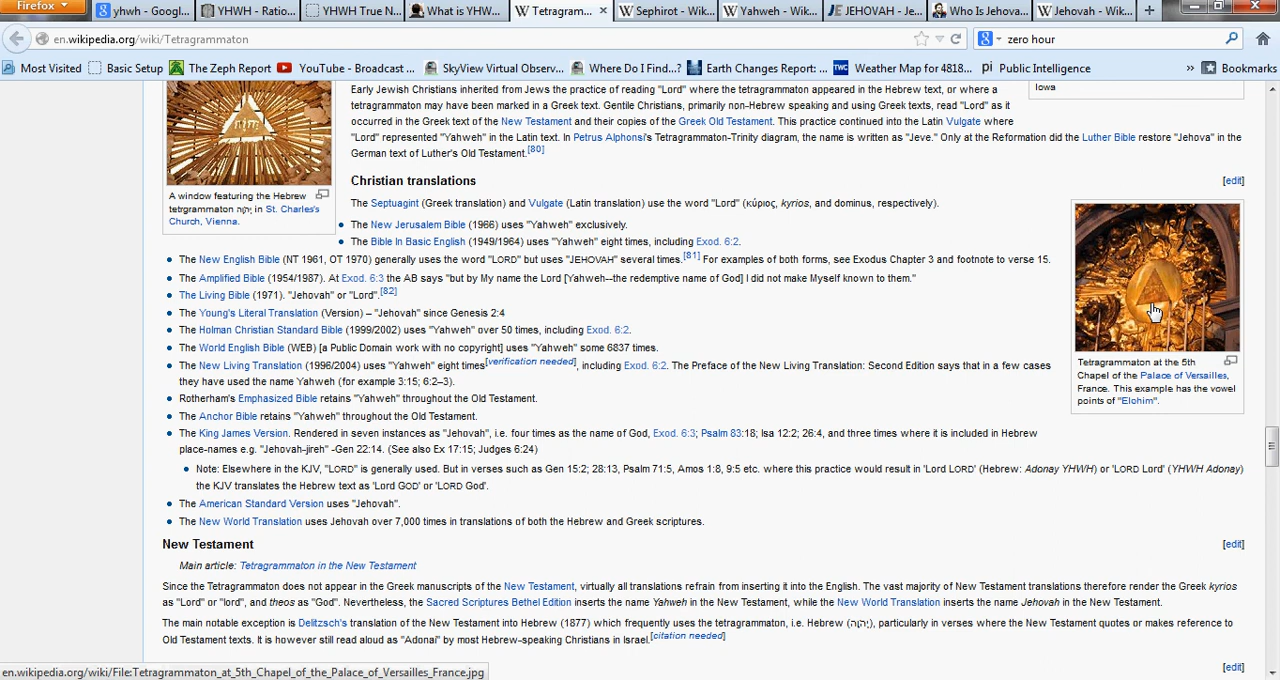 Firefox
yhwh - Googl...
YHWH - Ratio...
YHWH True N...
What is YHW...
Tetragram...
Sephirot - Wik...
Yahweh - Wik...
JEHOVAH - Je...
Who Is Jehova...
Jehovah - Wik...
en.wikipedia.org/wiki/Tetragrammaton
zero hour
Most Visited
Basic Setup
The Zeph Report
YouTube - Broadcast ...
SkyView Virtual Observ...
Where Do I Find...?
Earth Changes Report: ...
Weather Map for 4818...
Public Intelligence
»
Bookmarks
Early Jewish Christians inherited from Jews the practice of reading "Lord" where the tetragrammaton appeared in the Hebrew text, or where a
tetragrammaton may have been marked in a Greek text. Gentile Christians, primarily non-Hebrew speaking and using Greek texts, read "Lord" as it
occurred in the Greek text of the New Testament and their copies of the Greek Old Testament. This practice continued into the Latin Vulgate where
"Lord" represented "Yahweh" in the Latin text. In Petrus Alphonsi's Tetragrammaton-Trinity diagram, the name is written as "Jeve." Only at the Reformation did the Luther Bible restore "Jehova" in the
German text of Luther's Old Testament.[80]
Iowa
A window featuring the Hebrew
tetrgrammaton יְהֹוָה in St. Charles's
Church, Vienna.
Christian translations
[edit]
The Septuagint (Greek translation) and Vulgate (Latin translation) use the word "Lord" (κύριος, kyrios, and dominus, respectively).
The New Jerusalem Bible (1966) uses "Yahweh" exclusively.
The Bible In Basic English (1949/1964) uses "Yahweh" eight times, including Exod. 6:2.
The New English Bible (NT 1961, OT 1970) generally uses the word "LORD" but uses "JEHOVAH" several times.[81] For examples of both forms, see Exodus Chapter 3 and footnote to verse 15.
The Amplified Bible (1954/1987). At Exod. 6:3 the AB says "but by My name the Lord [Yahweh--the redemptive name of God] I did not make Myself known to them."
The Living Bible (1971). "Jehovah" or "Lord".[82]
The Young's Literal Translation (Version) – "Jehovah" since Genesis 2:4
The Holman Christian Standard Bible (1999/2002) uses "Yahweh" over 50 times, including Exod. 6:2.
The World English Bible (WEB) [a Public Domain work with no copyright] uses "Yahweh" some 6837 times.
The New Living Translation (1996/2004) uses "Yahweh" eight times[verification needed], including Exod. 6:2. The Preface of the New Living Translation: Second Edition says that in a few cases
they have used the name Yahweh (for example 3:15; 6:2–3).
Rotherham's Emphasized Bible retains "Yahweh" throughout the Old Testament.
The Anchor Bible retains "Yahweh" throughout the Old Testament.
The King James Version. Rendered in seven instances as "Jehovah", i.e. four times as the name of God, Exod. 6:3; Psalm 83:18; Isa 12:2; 26:4, and three times where it is included in Hebrew
place-names e.g. "Jehovah-jireh" -Gen 22:14. (See also Ex 17:15; Judges 6:24)
Note: Elsewhere in the KJV, "LORD" is generally used. But in verses such as Gen 15:2; 28:13, Psalm 71:5, Amos 1:8, 9:5 etc. where this practice would result in 'Lord LORD' (Hebrew: Adonay YHWH) or 'LORD Lord' (YHWH Adonay)
the KJV translates the Hebrew text as 'Lord GOD' or 'LORD God'.
The American Standard Version uses "Jehovah".
The New World Translation uses Jehovah over 7,000 times in translations of both the Hebrew and Greek scriptures.
Tetragrammaton at the 5th
Chapel of the Palace of Versailles,
France. This example has the vowel
points of "Elohim".
New Testament
[edit]
Main article: Tetragrammaton in the New Testament
Since the Tetragrammaton does not appear in the Greek manuscripts of the New Testament, virtually all translations refrain from inserting it into the English. The vast majority of New Testament translations therefore render the Greek kyrios
as "Lord" or "lord", and theos as "God". Nevertheless, the Sacred Scriptures Bethel Edition inserts the name Yahweh in the New Testament, while the New World Translation inserts the name Jehovah in the New Testament.
The main notable exception is Delitzsch's translation of the New Testament into Hebrew (1877) which frequently uses the tetragrammaton, i.e. Hebrew (יְהוָה), particularly in verses where the New Testament quotes or makes reference to
Old Testament texts. It is however still read aloud as "Adonai" by most Hebrew-speaking Christians in Israel.[citation needed]
[edit]
en.wikipedia.org/wiki/File:Tetragrammaton_at_5th_Chapel_of_the_Palace_of_Versailles_France.jpg